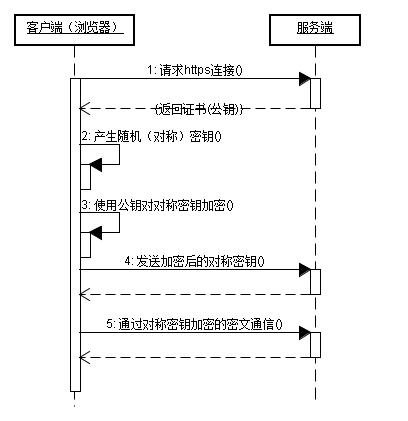 客户端（浏览器）
服务端
1: 请求https连接()
(返回证书(公钥))
2: 产生随机（对称）密钥()
3: 使用公钥对对称密钥加密()
4: 发送加密后的对称密钥()
5: 通过对称密钥加密的密文通信()